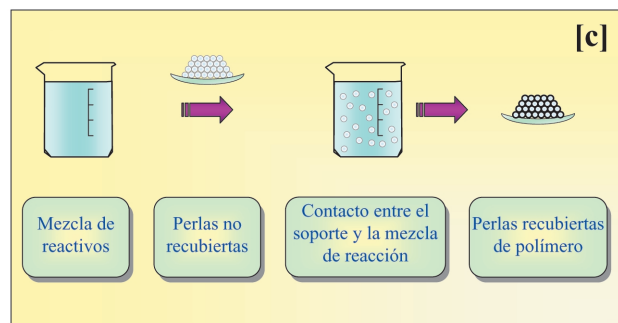 [c]
Mezcla de
reactivos
Perlas no
recubiertas
Contacto entre el
soporte y la mezcla
de reacción
Perlas recubiertas
de polímero